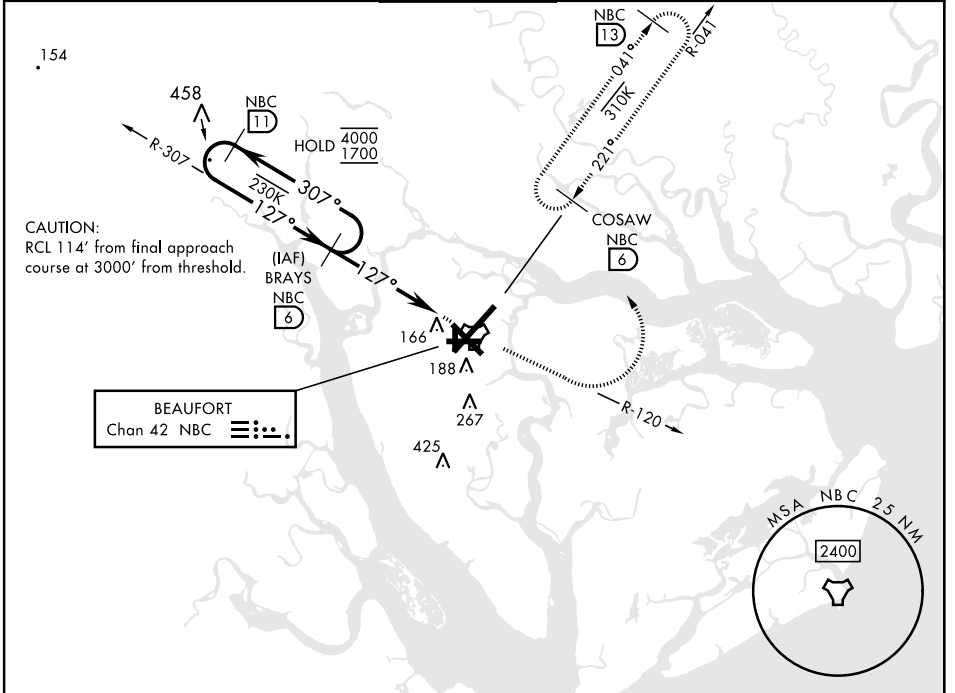 154
458
NBC
11
HOLD 4000
1700
R-307
230K
307°
127°
CAUTION:
RCL 114' from final approach
course at 3000' from threshold.
(IAF)
BRAYS
NBC
6
127°
NBC
13
R-041
041°
310K
221°
COSAW
NBC
6
166
188
267
425
R-120
BEAUFORT
Chan 42 NBC
MSA NBC 25 NM
2400